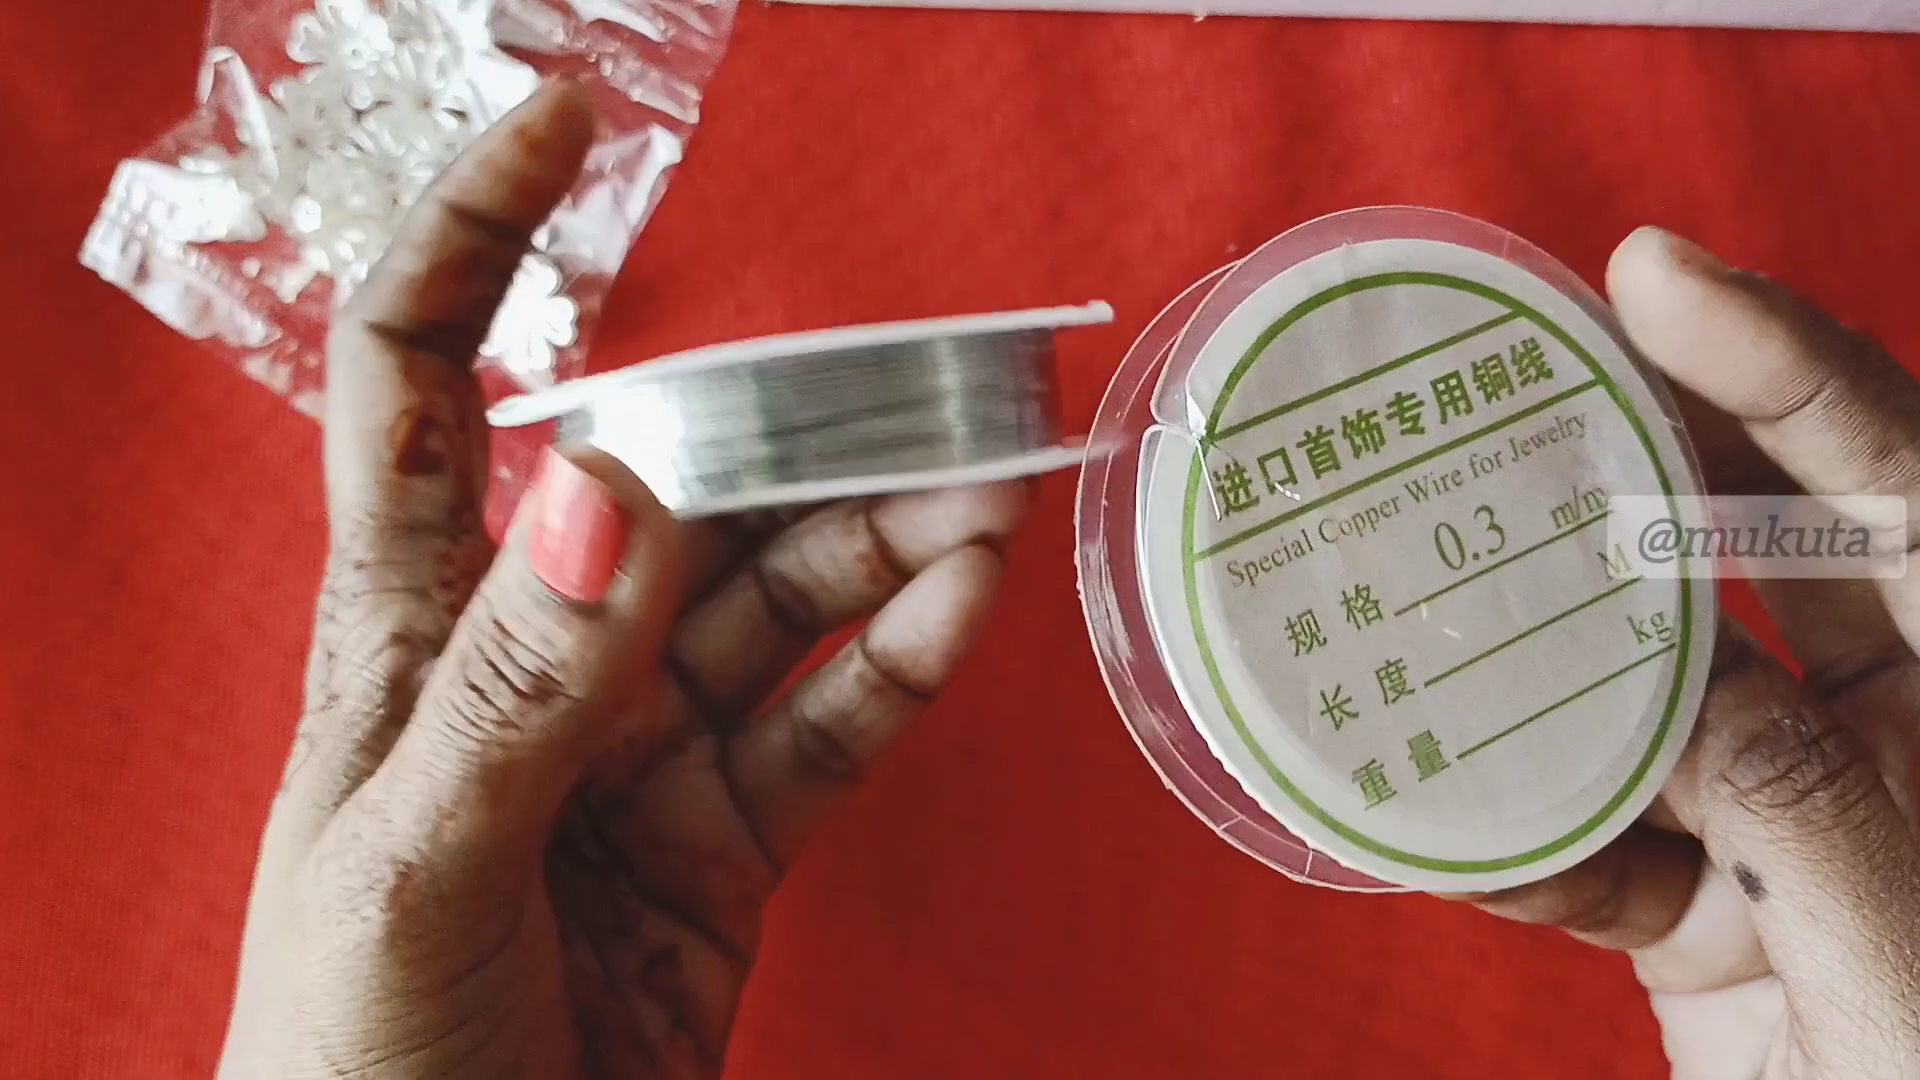 进口首饰专用铜线
Special Copper Wire for Jewelry
规 格 0.3 m/m
长 度 M
重 量 kg
@mukuta